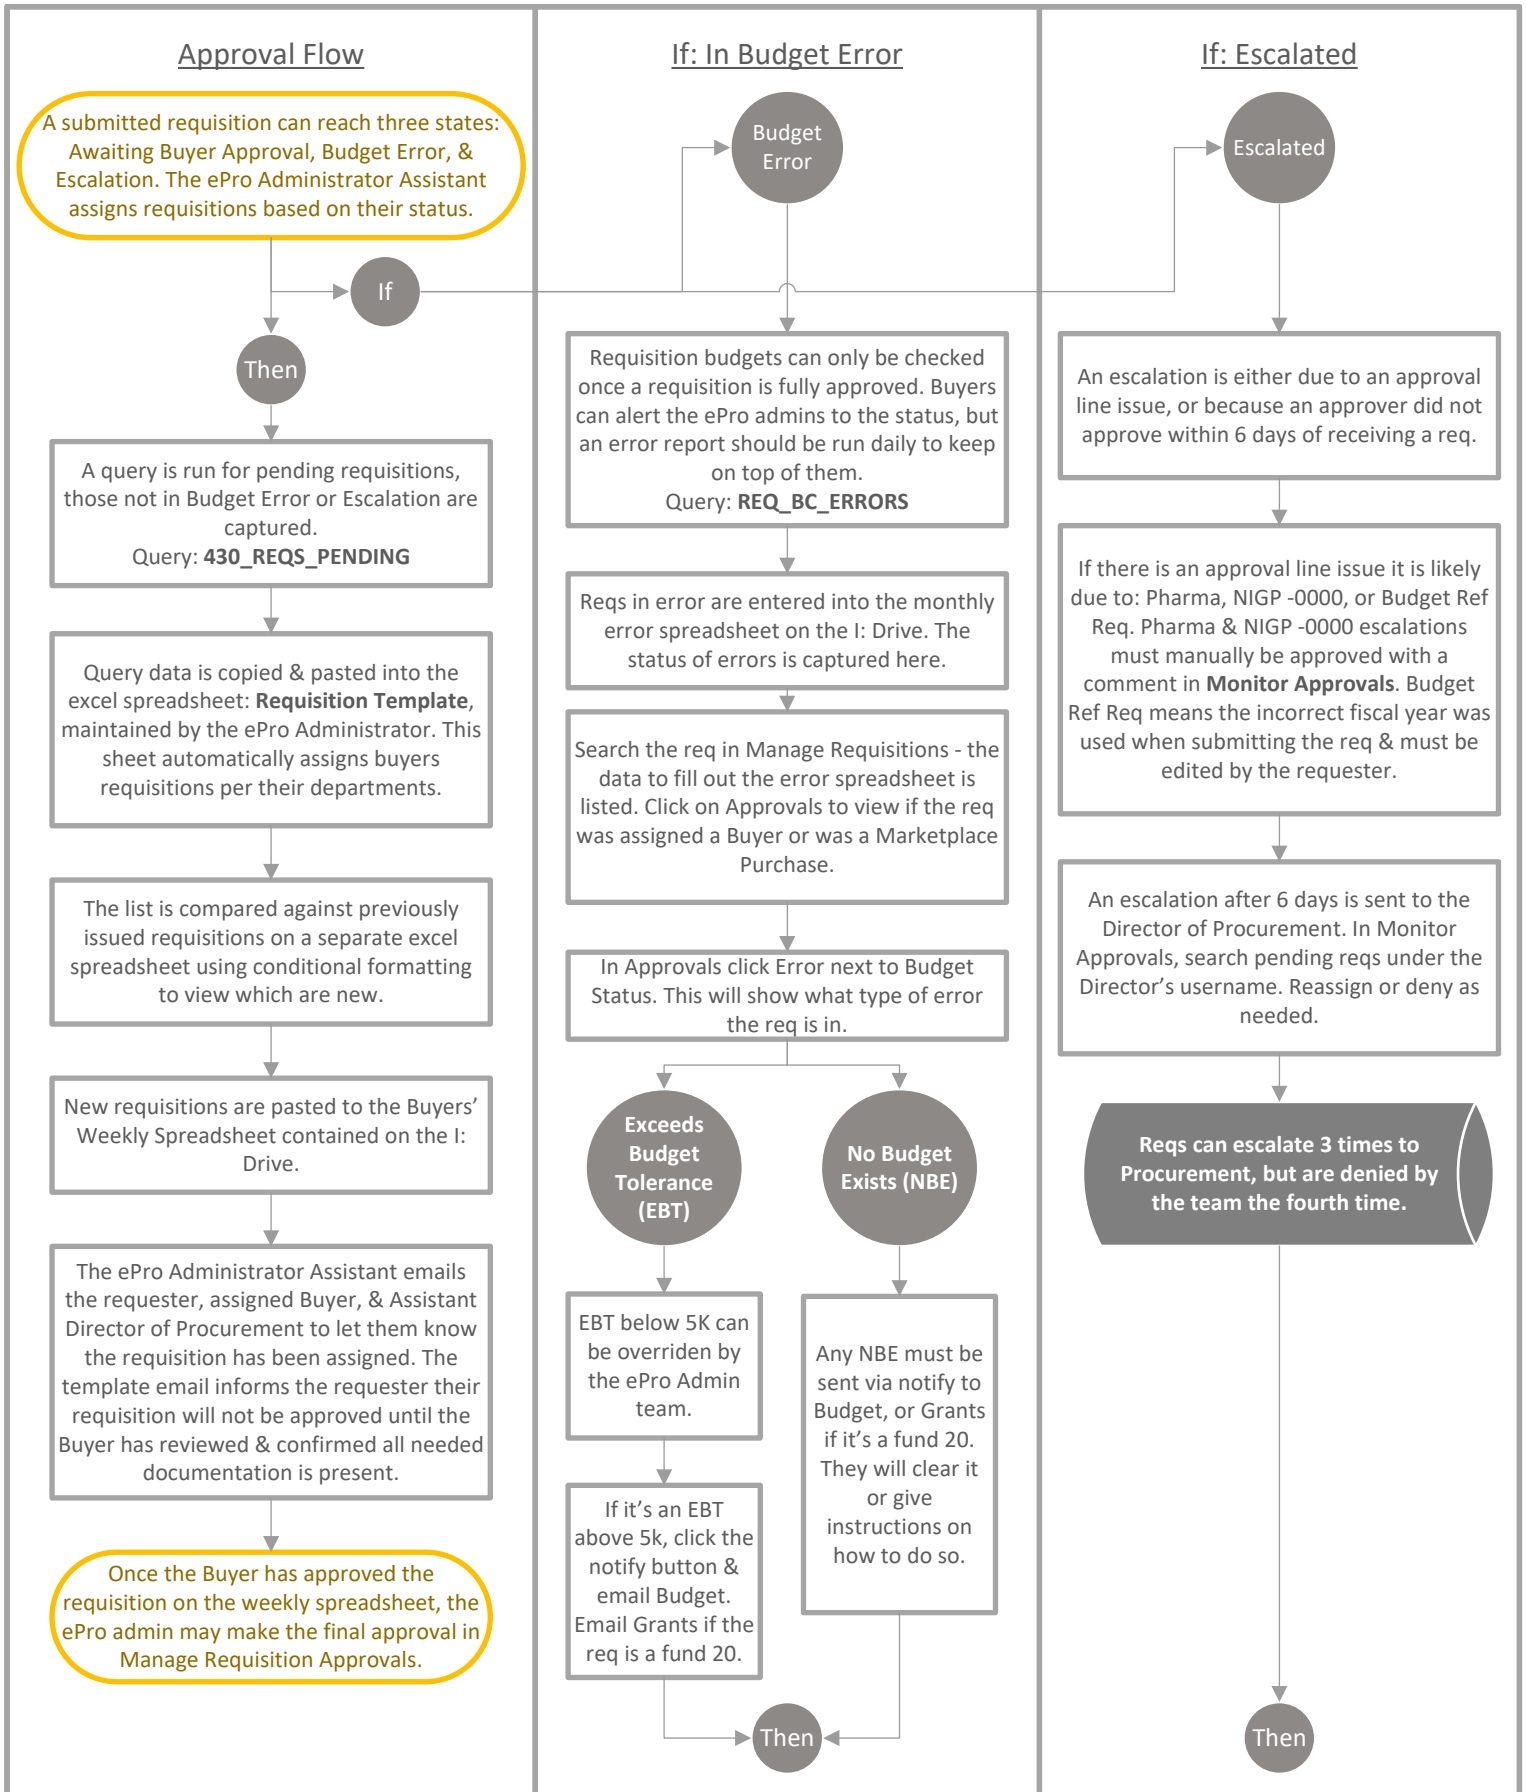 Approval Flow
A submitted requisition can reach three states:
Awaiting Buyer Approval, Budget Error, &
Escalation. The ePro Administrator Assistant
assigns requisitions based on their status.
If
Then
A query is run for pending requisitions,
those not in Budget Error or Escalation are
captured.
Query: 430_REQS_PENDING
Query data is copied & pasted into the
excel spreadsheet: Requisition Template,
maintained by the ePro Administrator. This
sheet automatically assigns buyers
requisitions per their departments.
The list is compared against previously
issued requisitions on a separate excel
spreadsheet using conditional formatting
to view which are new.
New requisitions are pasted to the Buyers’
Weekly Spreadsheet contained on the I:
Drive.
The ePro Administrator Assistant emails
the requester, assigned Buyer, & Assistant
Director of Procurement to let them know
the requisition has been assigned. The
template email informs the requester their
requisition will not be approved until the
Buyer has reviewed & confirmed all needed
documentation is present.
Once the Buyer has approved the
requisition on the weekly spreadsheet, the
ePro admin may make the final approval in
Manage Requisition Approvals.
If: In Budget Error
Budget
Error
Requisition budgets can only be checked
once a requisition is fully approved. Buyers
can alert the ePro admins to the status, but
an error report should be run daily to keep
on top of them.
Query: REQ_BC_ERRORS
Reqs in error are entered into the monthly
error spreadsheet on the I: Drive. The
status of errors is captured here.
Search the req in Manage Requisitions - the
data to fill out the error spreadsheet is
listed. Click on Approvals to view if the req
was assigned a Buyer or was a Marketplace
Purchase.
In Approvals click Error next to Budget
Status. This will show what type of error
the req is in.
Exceeds
Budget
Tolerance
(EBT)
EBT below 5K can
be overriden by
the ePro Admin
team.
If it’s an EBT
above 5k, click the
notify button &
email Budget.
Email Grants if the
req is a fund 20.
No Budget
Exists (NBE)
Any NBE must be
sent via notify to
Budget, or Grants
if it’s a fund 20.
They will clear it
or give
instructions on
how to do so.
Then
If: Escalated
Escalated
An escalation is either due to an approval
line issue, or because an approver did not
approve within 6 days of receiving a req.
If there is an approval line issue it is likely
due to: Pharma, NIGP -0000, or Budget Ref
Req. Pharma & NIGP -0000 escalations
must manually be approved with a
comment in Monitor Approvals. Budget
Ref Req means the incorrect fiscal year was
used when submitting the req & must be
edited by the requester.
An escalation after 6 days is sent to the
Director of Procurement. In Monitor
Approvals, search pending reqs under the
Director’s username. Reassign or deny as
needed.
Reqs can escalate 3 times to
Procurement, but are denied by
the team the fourth time.
Then